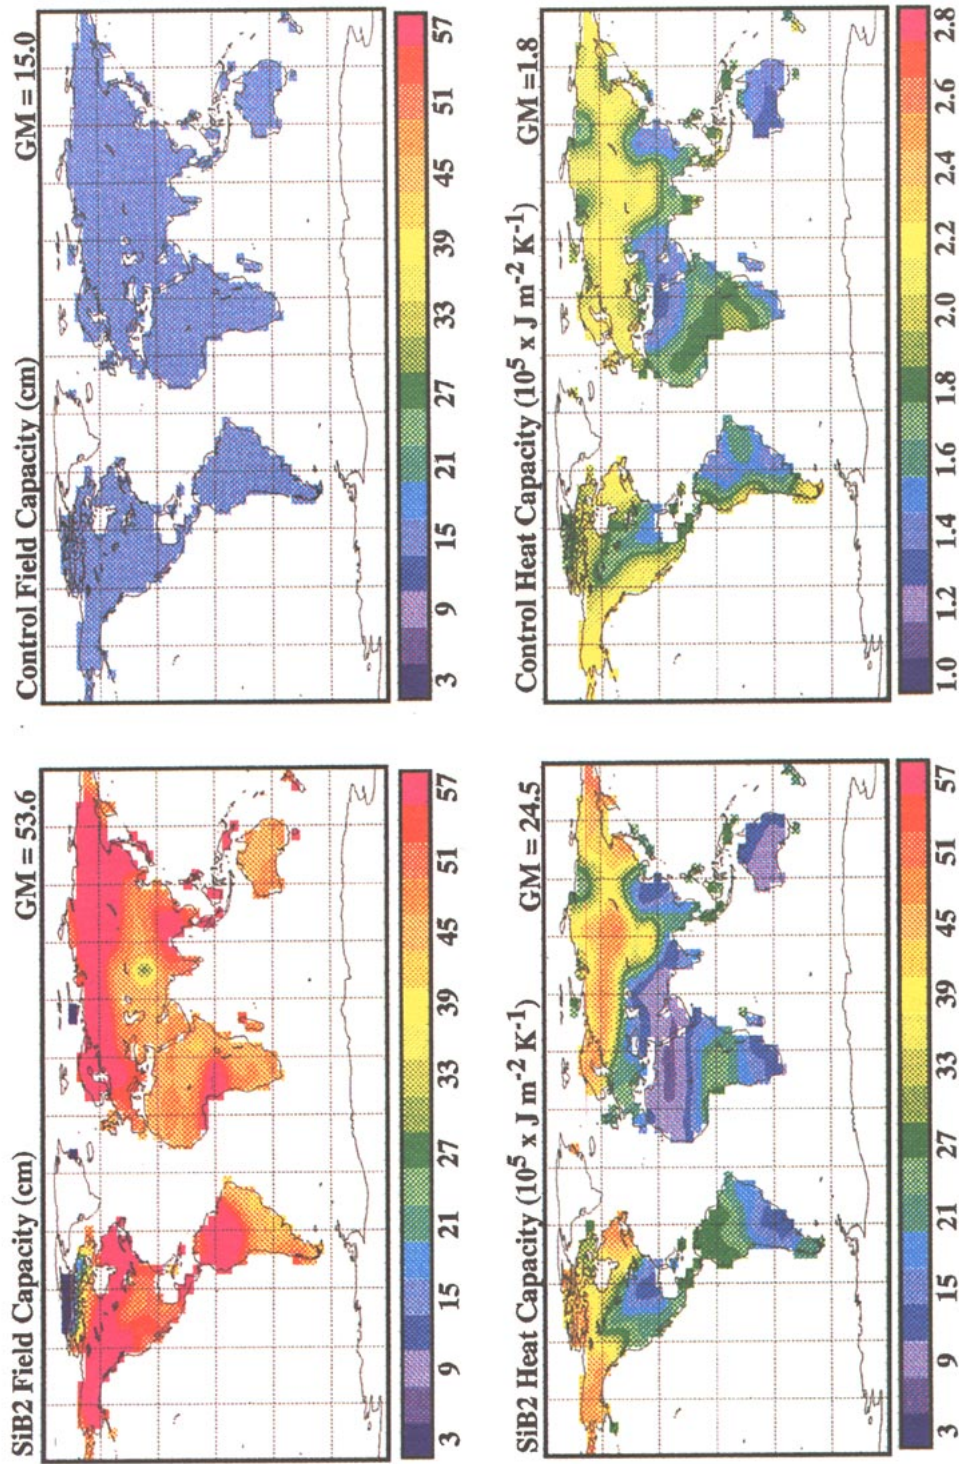 SiB2 Field Capacity (cm) GM = 53.6
3 9 15 21 27 33 39 45 51 57
SiB2 Heat Capacity (10⁵ x J m⁻² K⁻¹) GM = 24.5
3 9 15 21 27 33 39 45 51 57
Control Field Capacity (cm) GM = 15.0
3 9 15 21 27 33 39 45 51 57
Control Heat Capacity (10⁵ x J m⁻² K⁻¹) GM =1.8
1.0 1.2 1.4 1.6 1.8 2.0 2.2 2.4 2.6 2.8